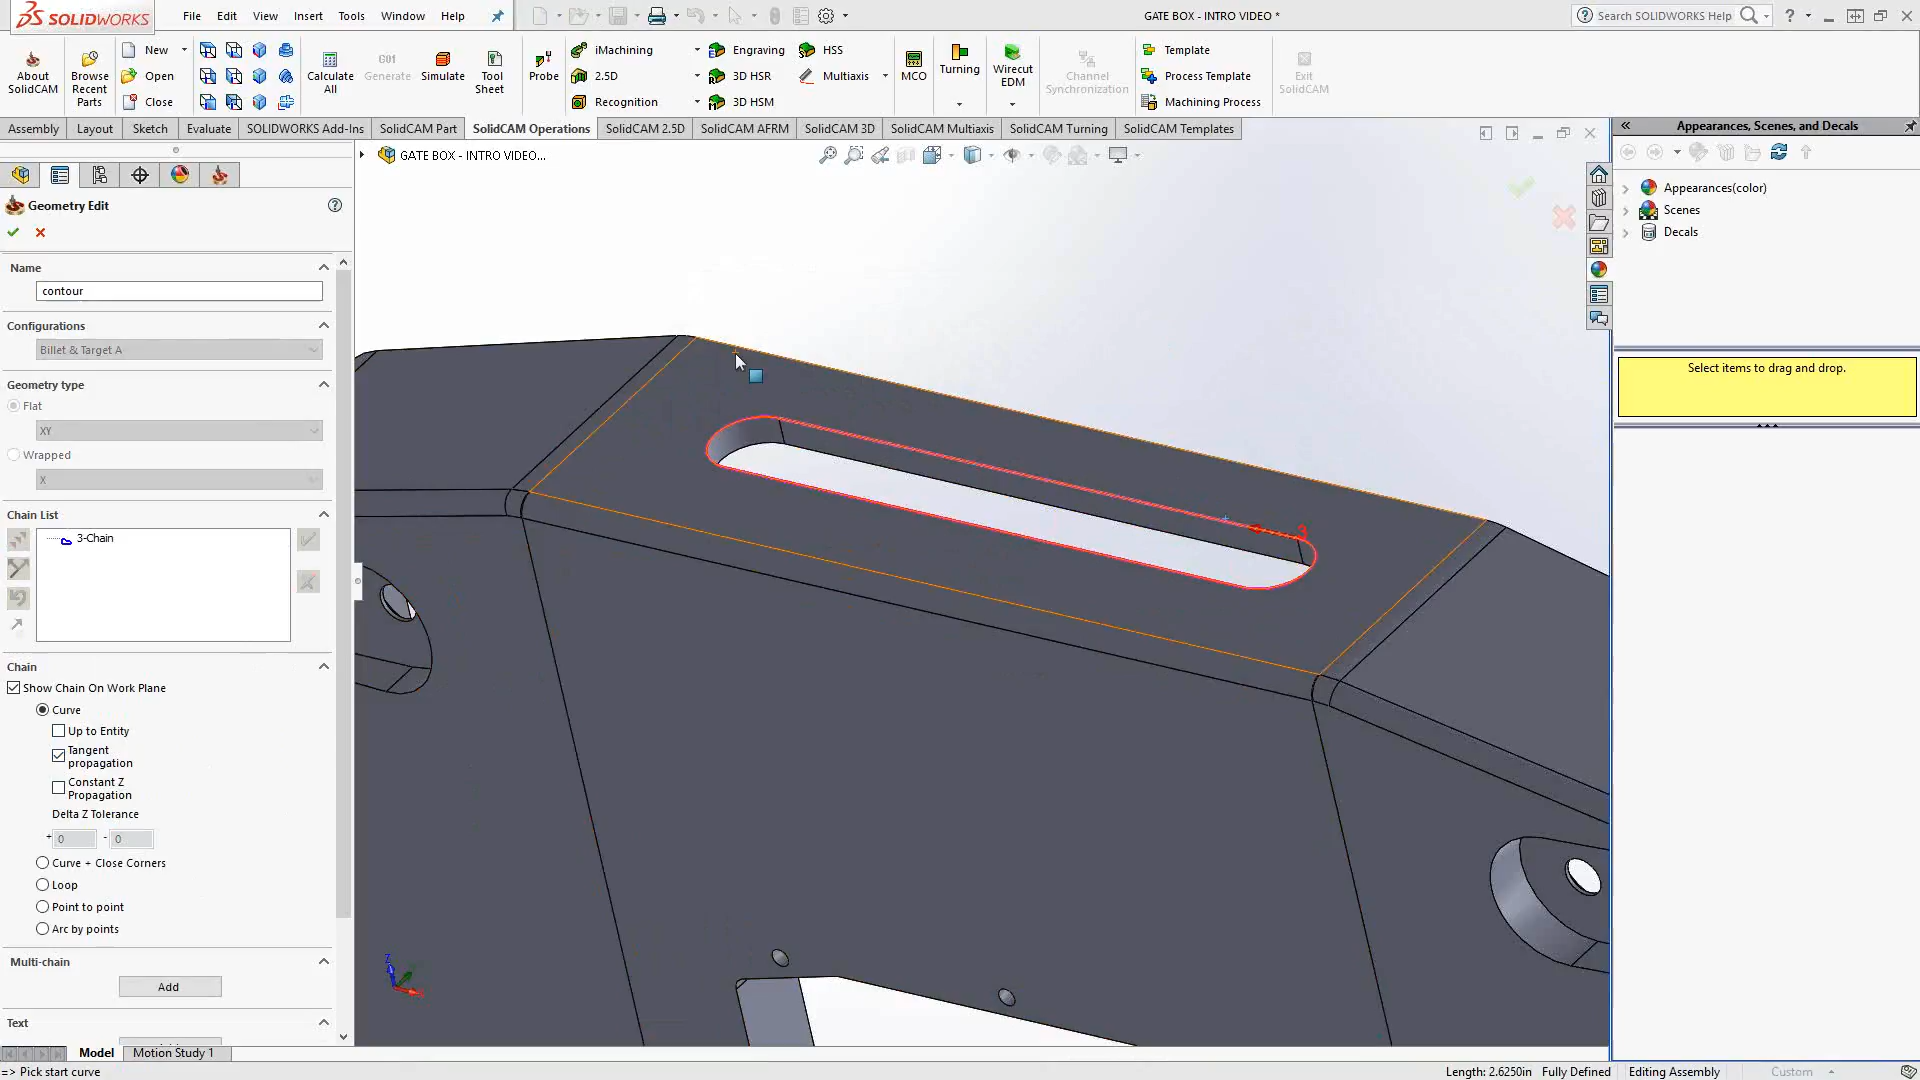 SOLIDWORKS
File Edit View Insert Tools Window Help
GATE BOX - INTRO VIDEO *
Search SOLIDWORKS Help
About SolidCAM
Browse Recent Parts
New
Open
Close
Calculate All
G01
Generate
Simulate
Tool Sheet
Probe
iMachining
2.5D
Recognition
Engraving
3D HSR
3D HSM
HSS
Multiaxis
MCO
Turning
Wirecut EDM
Channel Synchronization
Template
Process Template
Machining Process
Exit SolidCAM
Assembly Layout Sketch Evaluate SOLIDWORKS Add-Ins SolidCAM Part SolidCAM Operations SolidCAM 2.5D SolidCAM AFRM SolidCAM 3D SolidCAM Multiaxis SolidCAM Turning SolidCAM Templates
GATE BOX - INTRO VIDEO...
Geometry Edit
Name
contour
Configurations
Billet & Target A
Geometry type
Flat
XY
Wrapped
X
Chain List
3-Chain
Chain
Show Chain On Work Plane
Curve
Up to Entity
Tangent
propagation
Constant Z
Propagation
Delta Z Tolerance
+ 0 - 0
Curve + Close Corners
Loop
Point to point
Arc by points
Multi-chain
Add
Text
3
Z
Appearances, Scenes, and Decals
Appearances(color)
Scenes
Decals
Select items to drag and drop.
Model Motion Study 1
=> Pick start curve
Length: 2.6250in Fully Defined Editing Assembly Custom